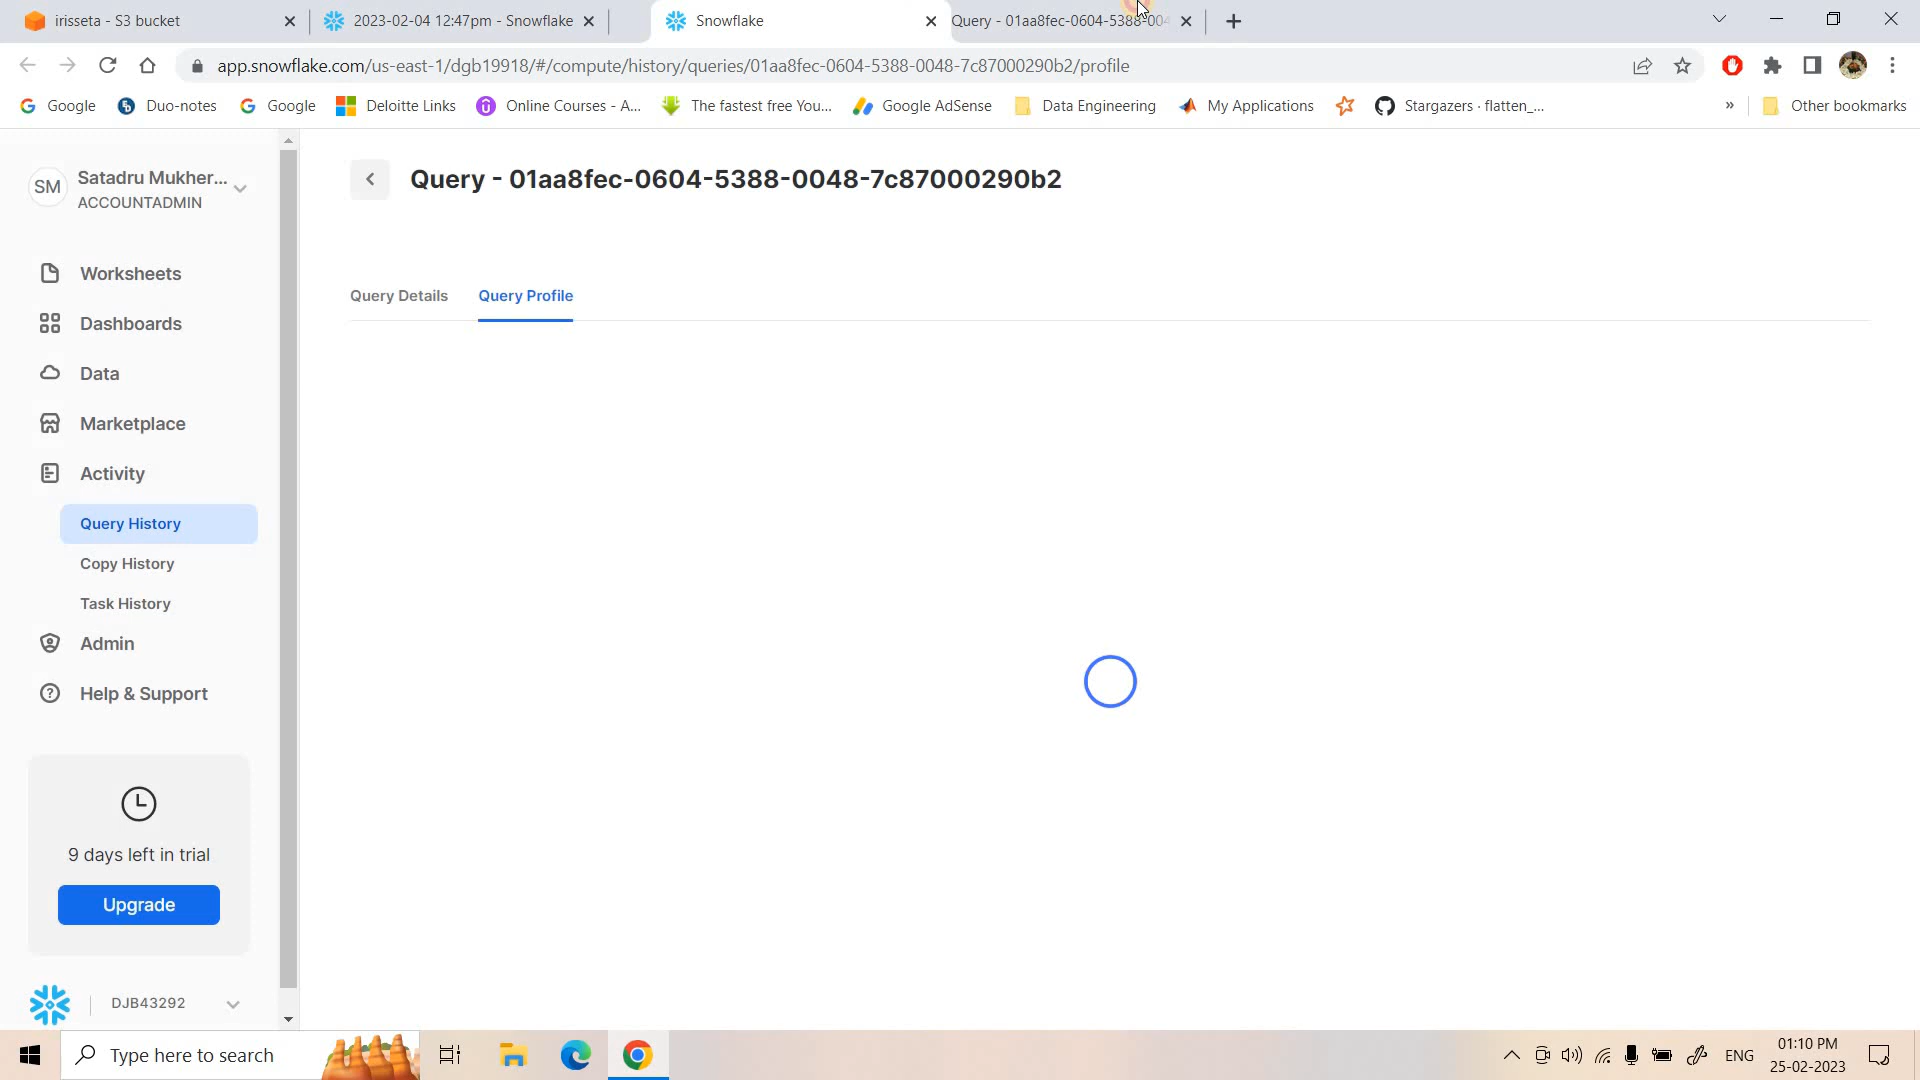 irisseta - S3 bucket
2023-02-04 12:47pm - Snowflake
Snowflake
Query - 01aa8fec-0604-5388-004
app.snowflake.com/us-east-1/dgb19918/#/compute/history/queries/01aa8fec-0604-5388-0048-7c87000290b2/profile
Google
Duo-notes
Google
Deloitte Links
Online Courses - A...
The fastest free You...
Google AdSense
Data Engineering
My Applications
Stargazers · flatten_...
»
Other bookmarks
SM
Satadru Mukher...
ACCOUNTADMIN
Worksheets
Dashboards
Data
Marketplace
Activity
Query History
Copy History
Task History
Admin
Help & Support
9 days left in trial
Upgrade
DJB43292
Query - 01aa8fec-0604-5388-0048-7c87000290b2
Query Details
Query Profile
Type here to search
ENG
01:10 PM
25-02-2023